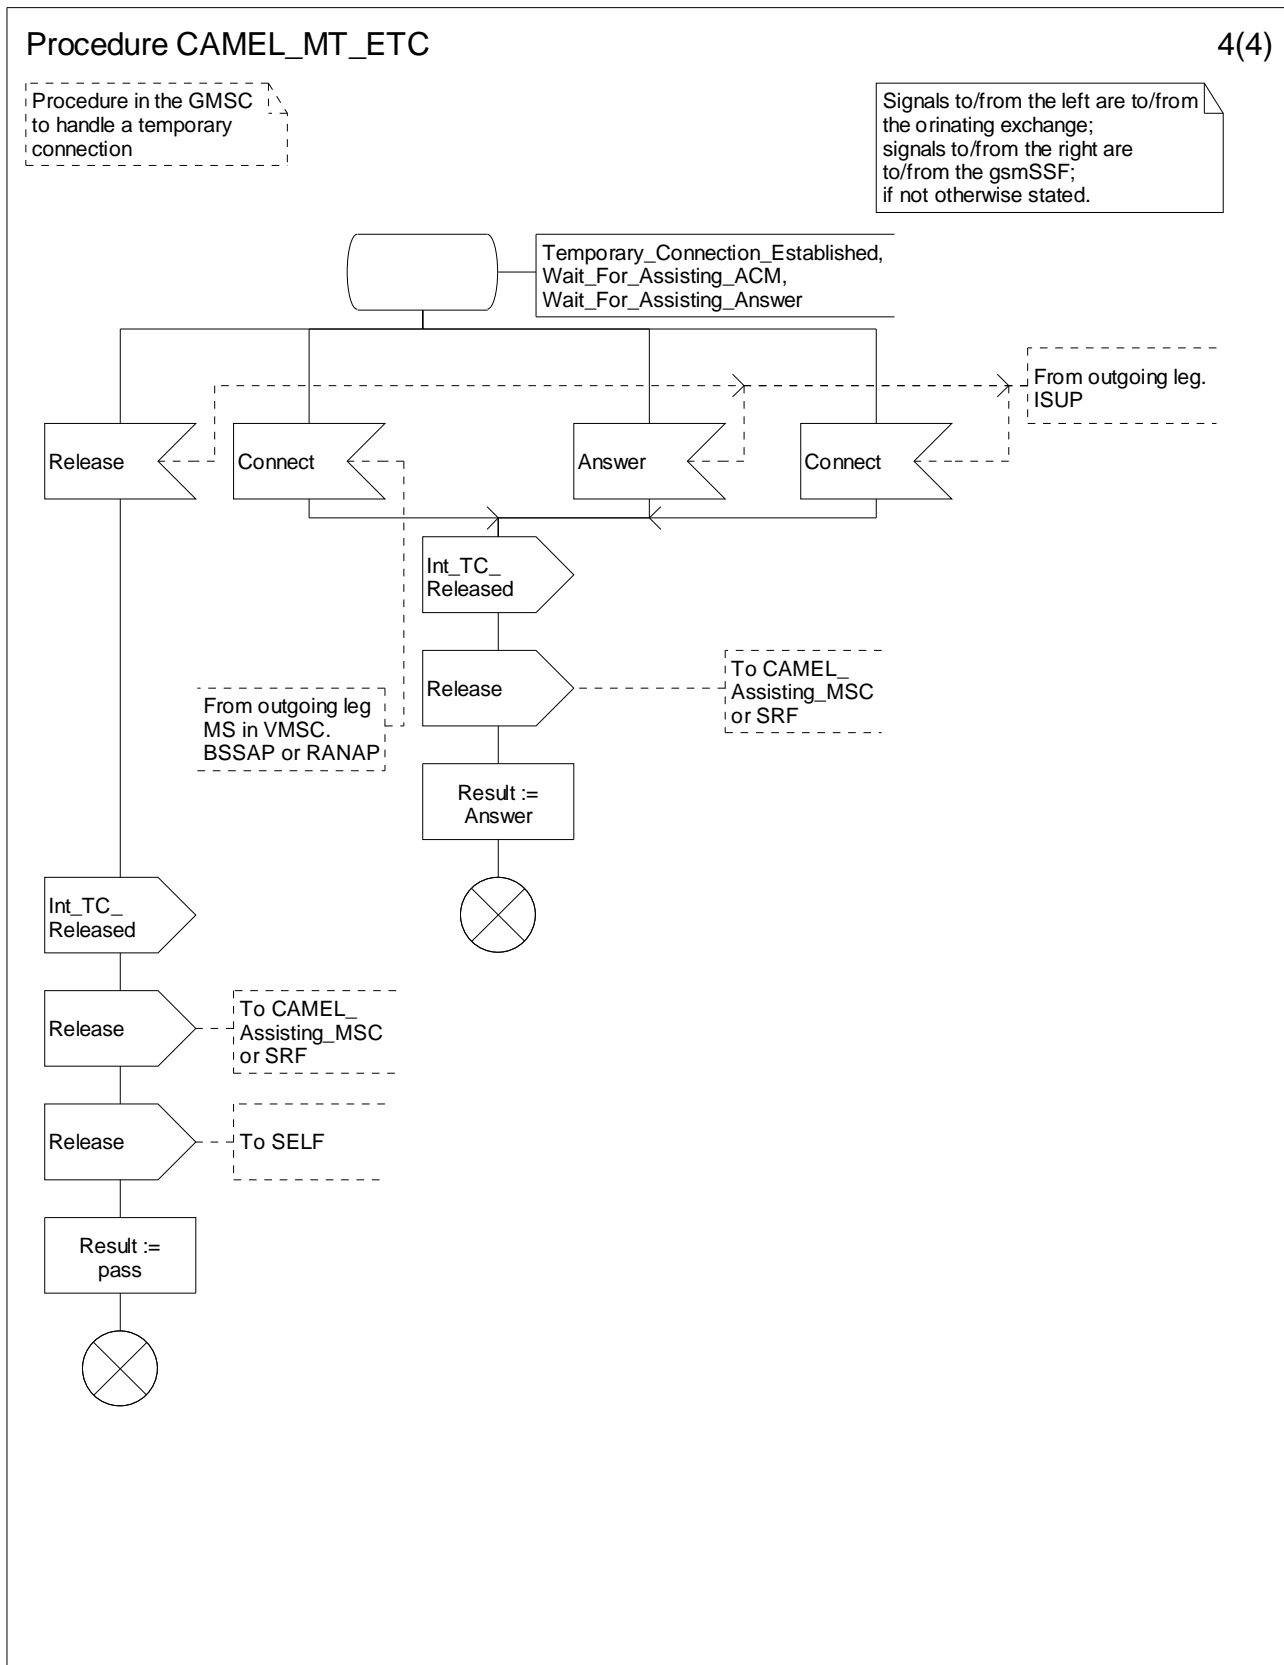 Procedure CAMEL_MT_ETC
4(4)
Procedure in the GMSC
to handle a temporary
connection
Signals to/from the left are to/from
the orinating exchange;
signals to/from the right are
to/from the gsmSSF;
if not otherwise stated.
Temporary_Connection_Established,
Wait_For_Assisting_ACM,
Wait_For_Assisting_Answer
From outgoing leg.
ISUP
Release
Connect
Answer
Connect
Int_TC_
Released
Release
To CAMEL_
Assisting_MSC
or SRF
From outgoing leg
MS in VMSC.
BSSAP or RANAP
Result :=
Answer
Int_TC_
Released
Release
To CAMEL_
Assisting_MSC
or SRF
Release
To SELF
Result :=
pass